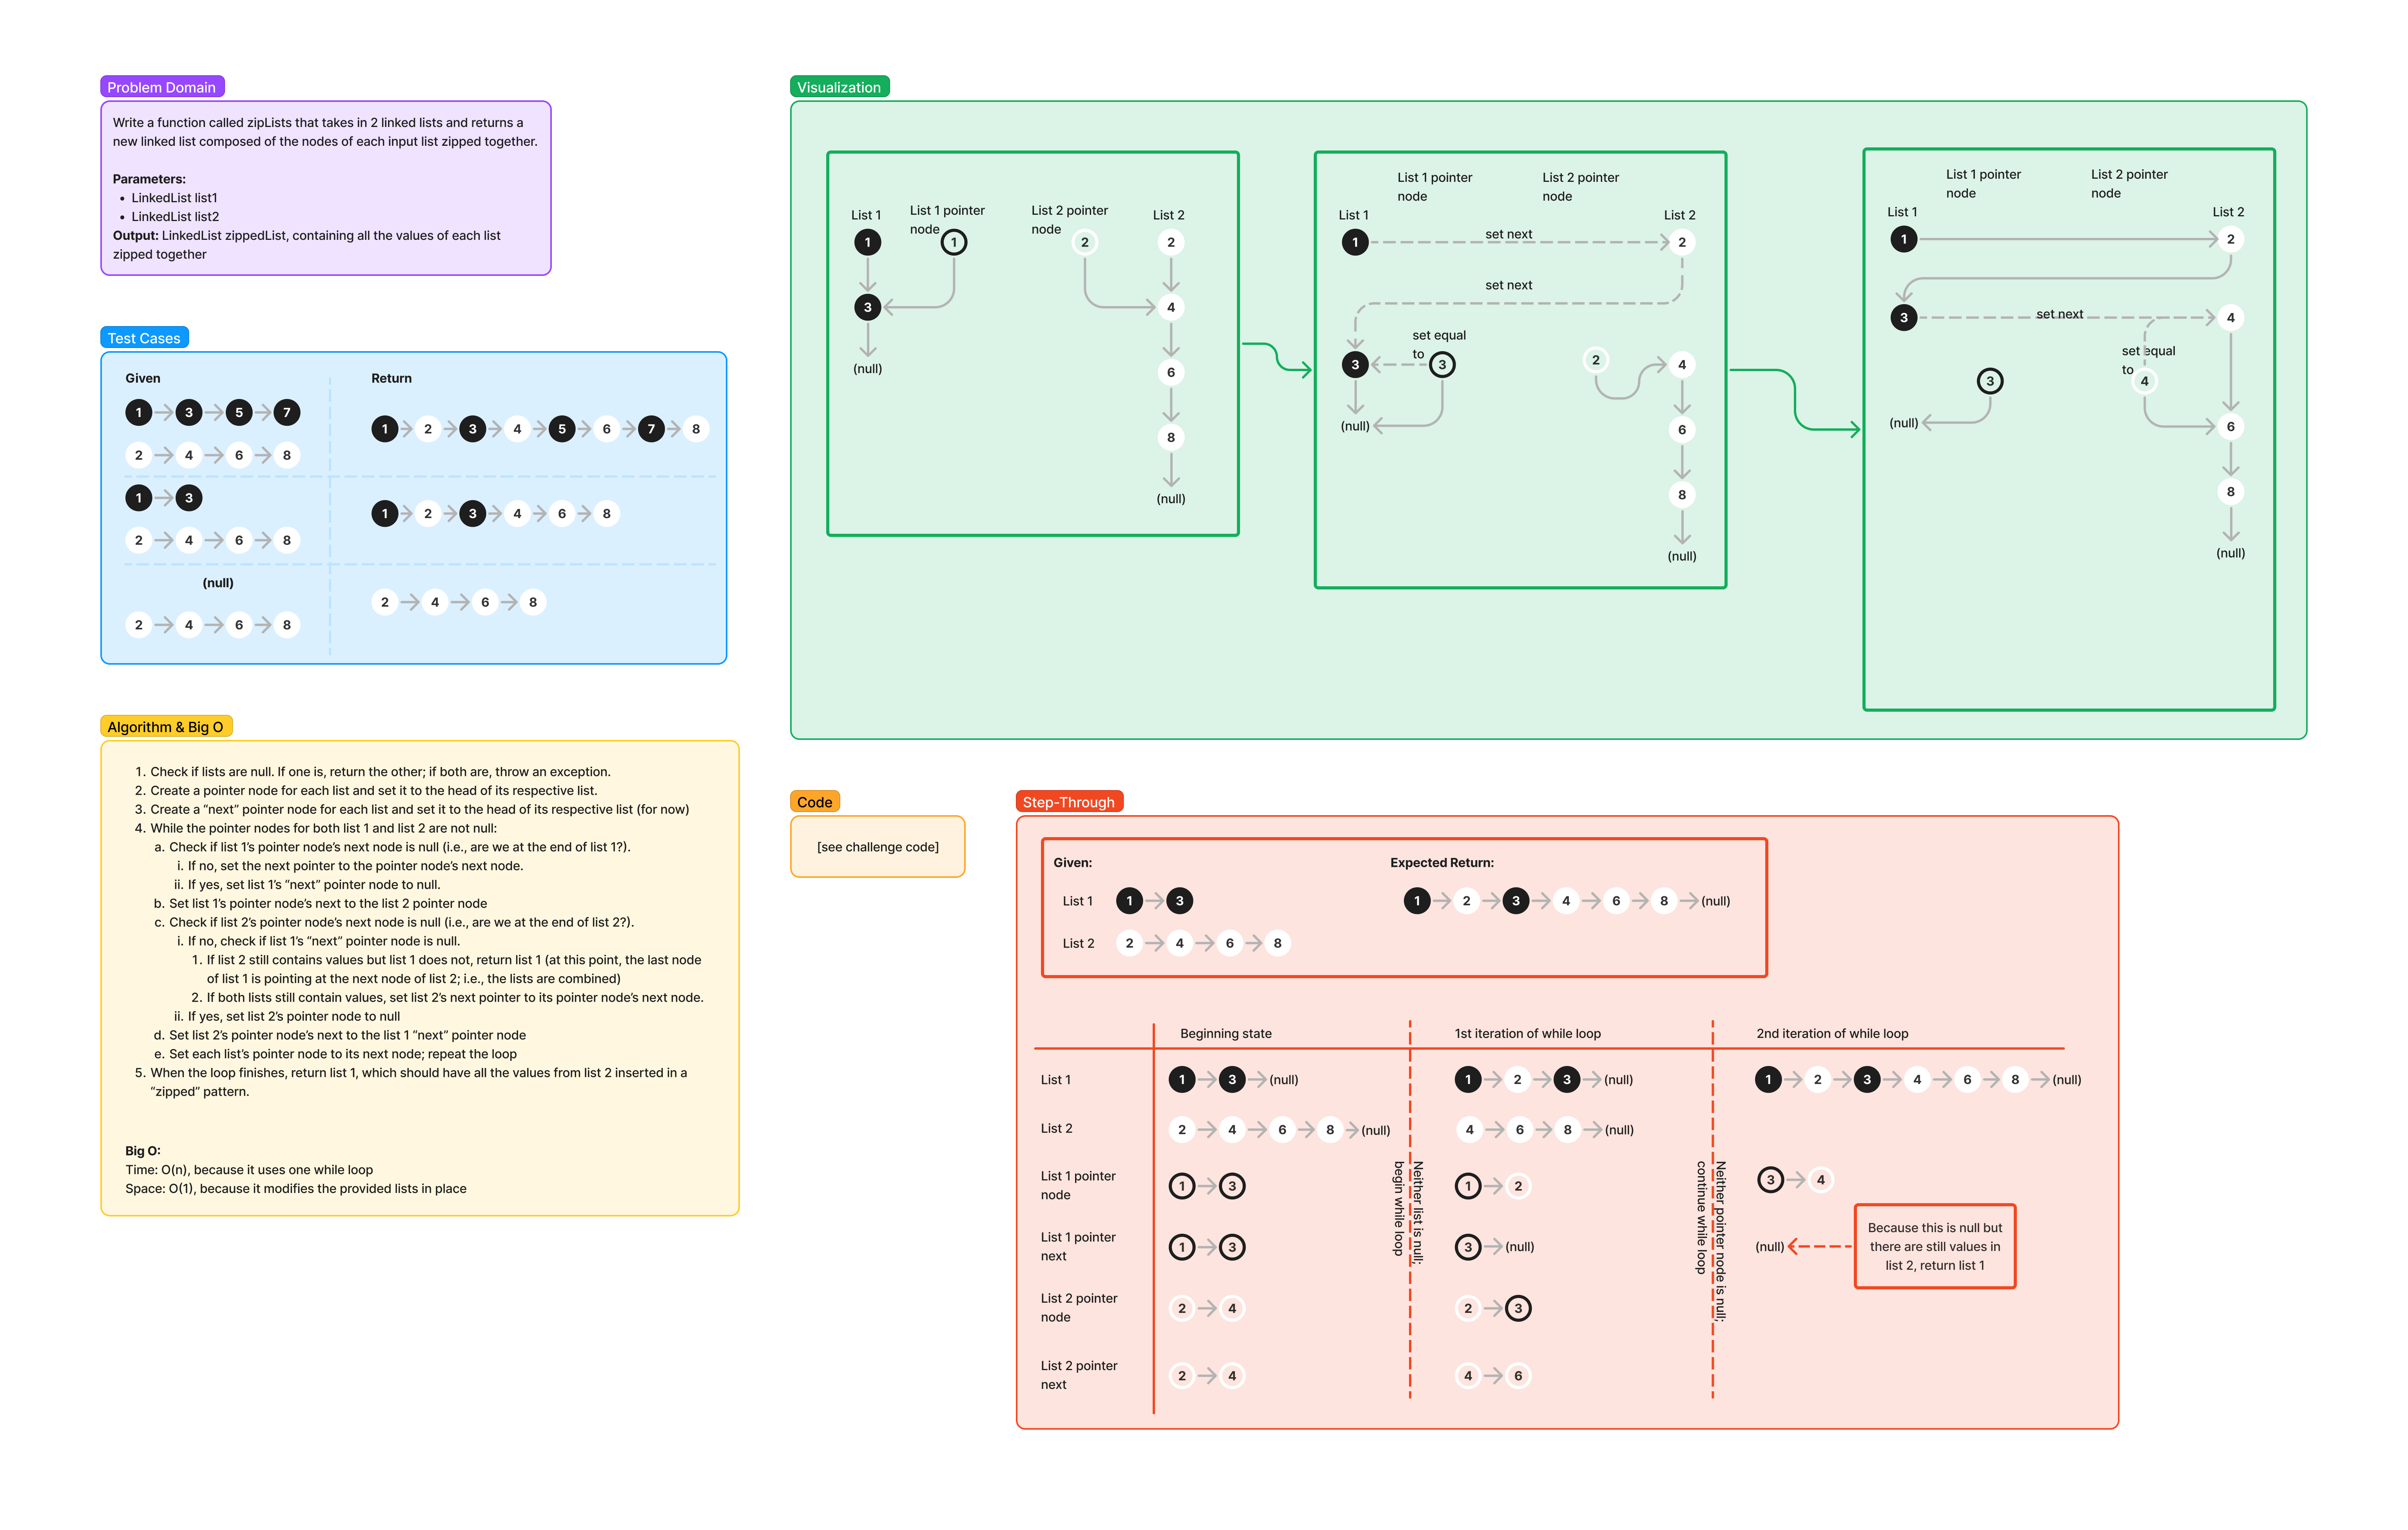 Problem Domain
Write a function called zipLists that takes in 2 linked lists and returns a
new linked list composed of the nodes of each input list zipped together.
Parameters:
• LinkedList list1
• LinkedList list2
Output: LinkedList zippedList, containing all the values of each list
zipped together
Test Cases
Given
Return
1 3 5 7
2 4 6 8
1 2 3 4 5 6 7 8
1 3
2 4 6 8
1 2 3 4 6 8
(null)
2 4 6 8
2 4 6 8
Algorithm & Big O
1. Check if lists are null. If one is, return the other; if both are, throw an exception.
2. Create a pointer node for each list and set it to the head of its respective list.
3. Create a “next” pointer node for each list and set it to the head of its respective list (for now)
4. While the pointer nodes for both list 1 and list 2 are not null:
a. Check if list 1’s pointer node’s next node is null (i.e., are we at the end of list 1?).
i. If no, set the next pointer to the pointer node’s next node.
ii. If yes, set list 1’s “next” pointer node to null.
b. Set list 1’s pointer node’s next to the list 2 pointer node
c. Check if list 2’s pointer node’s next node is null (i.e., are we at the end of list 2?).
i. If no, check if list 1’s “next” pointer node is null.
1. If list 2 still contains values but list 1 does not, return list 1 (at this point, the last node
of list 1 is pointing at the next node of list 2; i.e., the lists are combined)
2. If both lists still contain values, set list 2’s next pointer to its pointer node’s next node.
ii. If yes, set list 2’s pointer node to null
d. Set list 2’s pointer node’s next to the list 1 “next” pointer node
e. Set each list’s pointer node to its next node; repeat the loop
5. When the loop finishes, return list 1, which should have all the values from list 2 inserted in a
“zipped” pattern.
Big O:
Time: O(n), because it uses one while loop
Space: O(1), because it modifies the provided lists in place
Visualization
List 1
List 1 pointer
node
List 2 pointer
node
List 2
1 1 2 2
3 4
(null)
6
8
(null)
List 1 pointer
node
List 2 pointer
node
List 1
List 2
1 set next 2
set next
set equal
to
3 3 2 4
(null)
6
8
(null)
List 1 pointer
node
List 2 pointer
node
List 1
List 2
1 2
3 set next 4
set equal
to
3 4
(null)
6
8
(null)
Code
[see challenge code]
Step-Through
Given:
Expected Return:
List 1 1 3
1 2 3 4 6 8 (null)
List 2 2 4 6 8
Beginning state
1st iteration of while loop
2nd iteration of while loop
List 1
1 3 (null)
1 2 3 (null)
1 2 3 4 6 8 (null)
List 2
2 4 6 8 (null)
4 6 8 (null)
Neither list is null;
begin while loop
Neither pointer node is null;
continue while loop
List 1 pointer
node
1 3
1 2
3 4
List 1 pointer
next
1 3
3 (null)
(null)
Because this is null but
there are still values in
list 2, return list 1
List 2 pointer
node
2 4
2 3
List 2 pointer
next
2 4
4 6